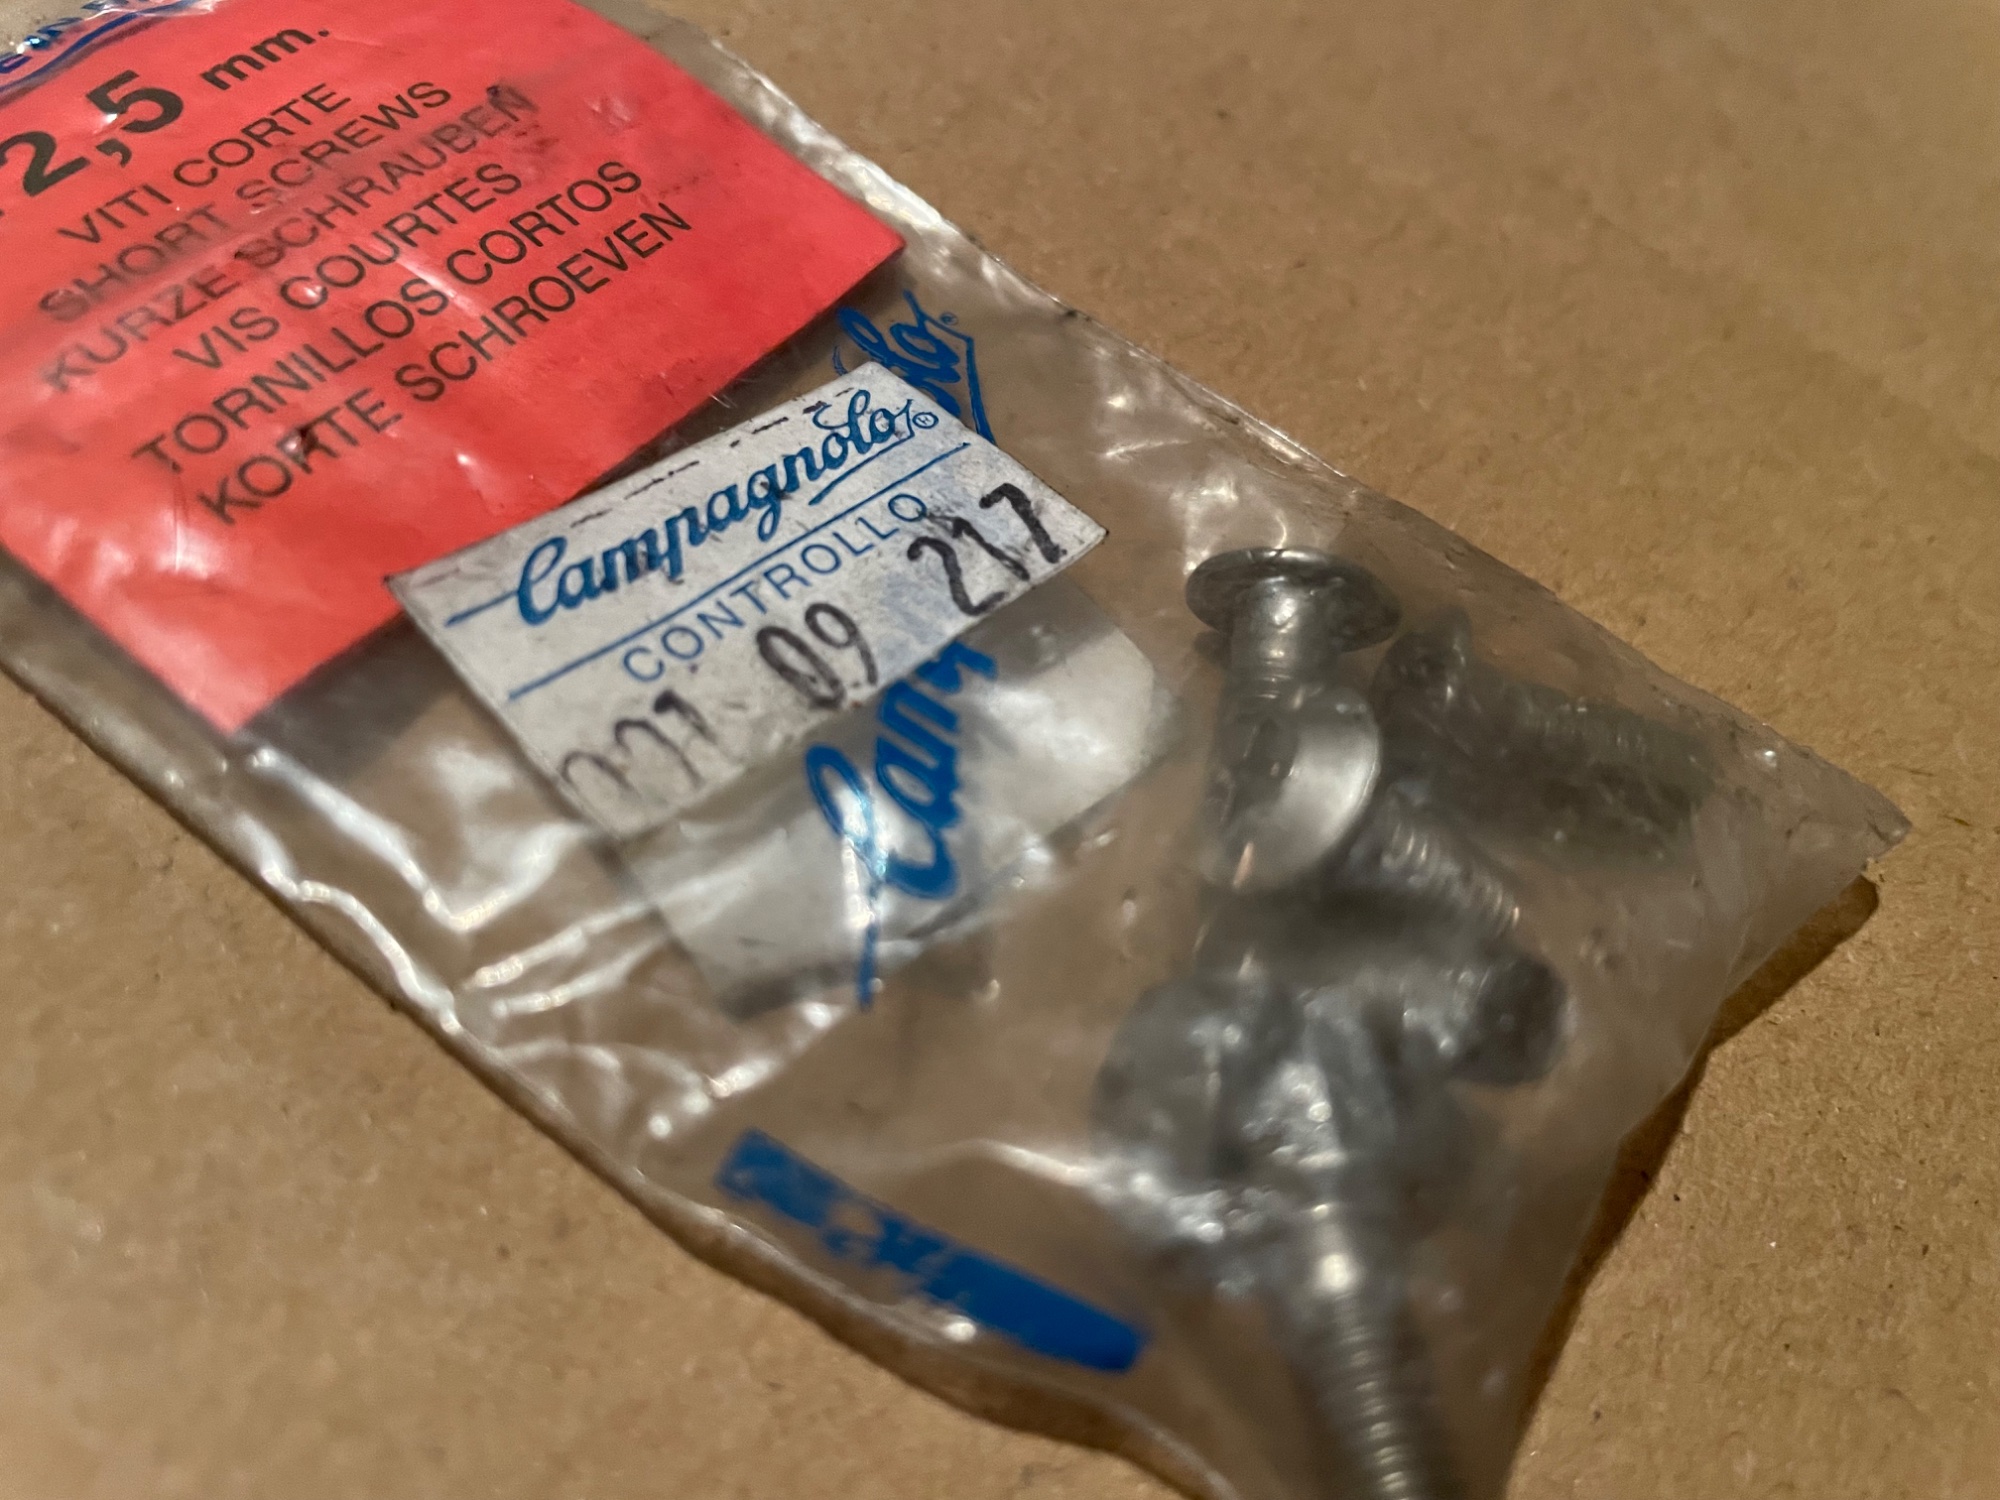 2,5 mm.
VITI CORTE
SHORT SCREWS
KURZE SCHRAUBEN
VIS COURTES
TORNILLOS CORTOS
KORTE SCHROEVEN
Campagnolo
CONTROLLO
09 217